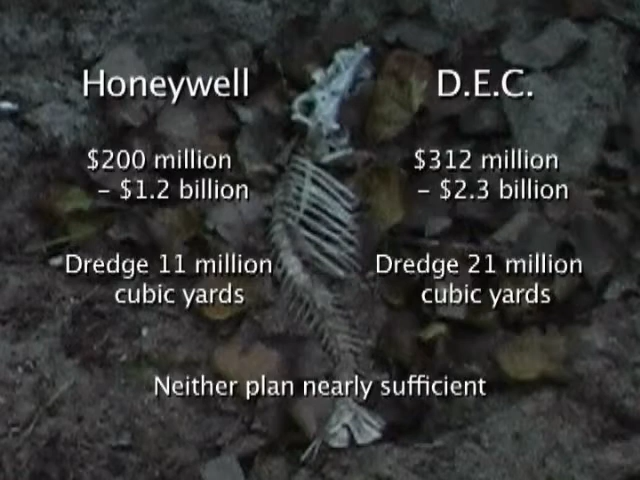 Honeywell
$200 million
– $1.2 billion
Dredge 11 million
cubic yards
D.E.C.
$312 million
– $2.3 billion
Dredge 21 million
cubic yards
Neither plan nearly sufficient